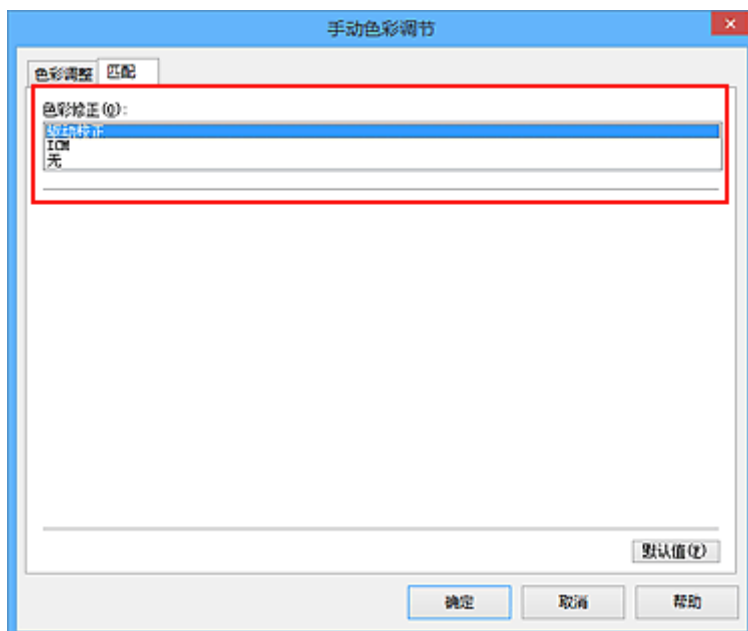 手动色彩调节
色彩调整 匹配
色彩修正(Q):
驱动校正
ICM
无
默认值(Y)
确定 取消 帮助